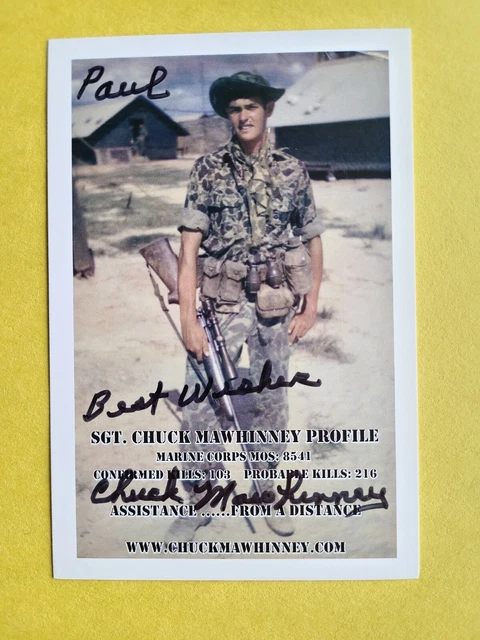 Paul
Best Wishes
SGT. CHUCK MAWHINNEY PROFILE
MARINE CORPS MOS: 8541
CONFIRMED KILLS: 103 PROBABLE KILLS: 216
Chuck Mawhinney
ASSISTANCE ......FROM A DISTANCE
WWW.CHUCKMAWHINNEY.COM